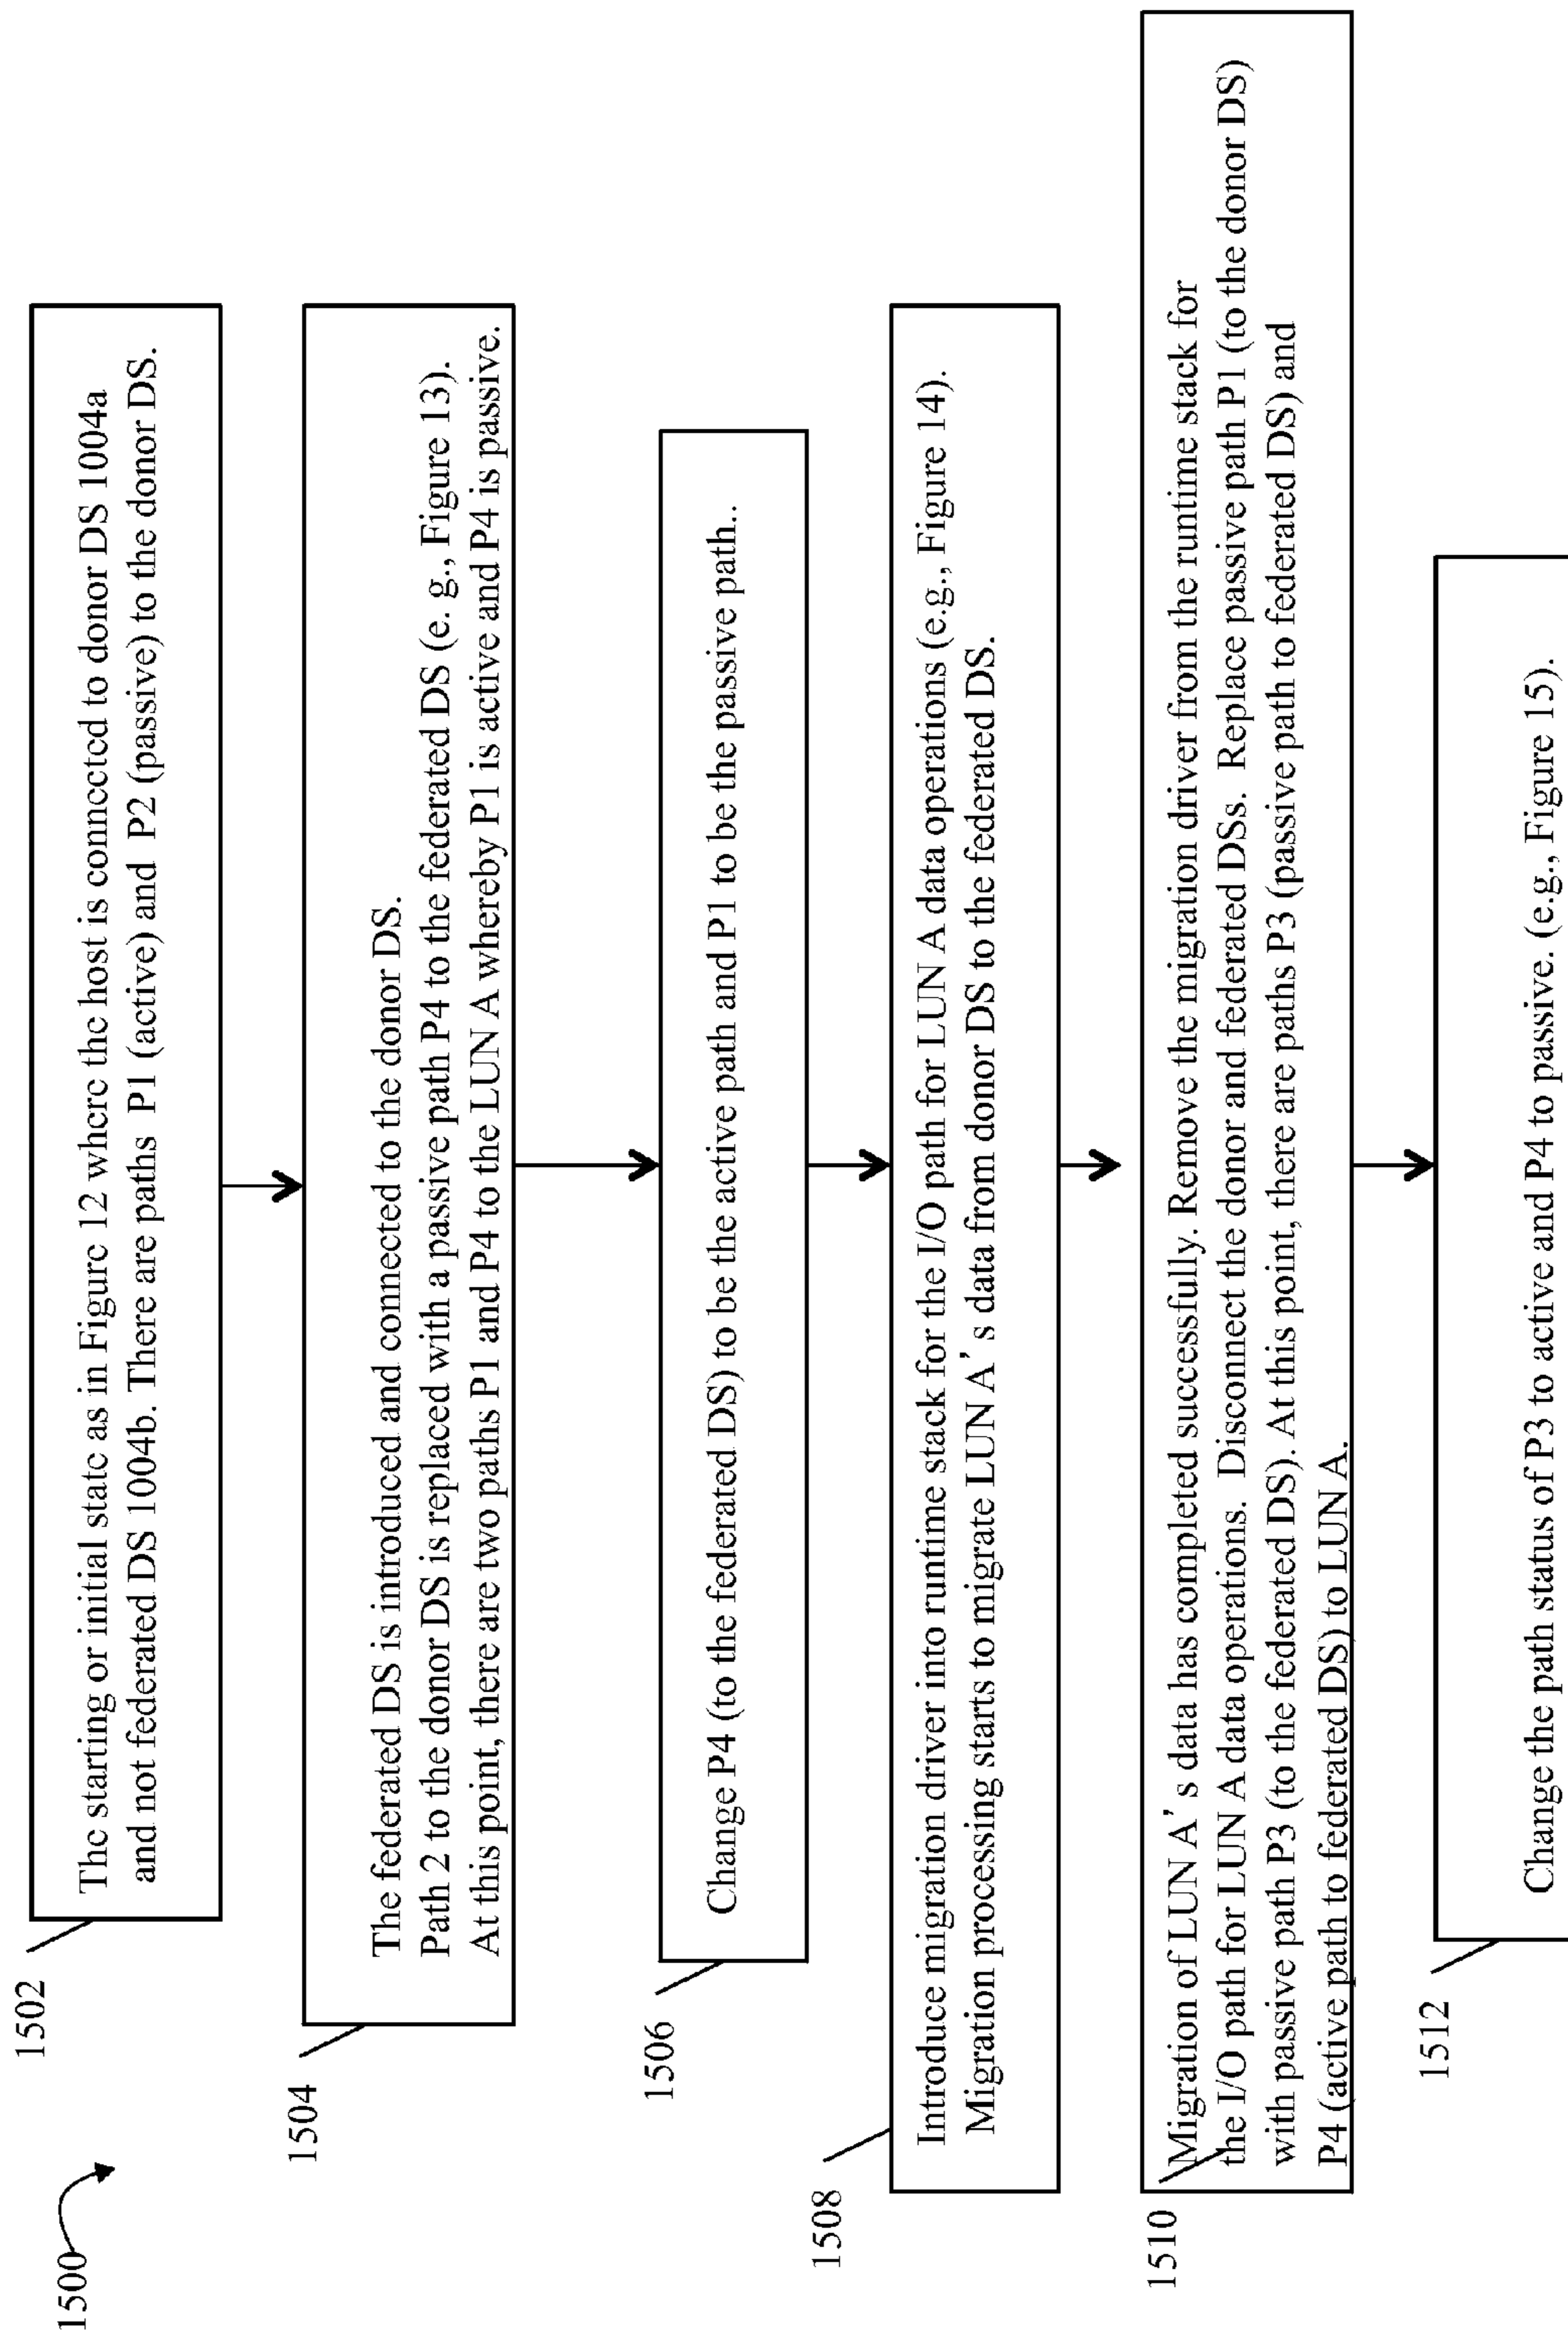 1500
1502
The starting or initial state as in Figure 12 where the host is connected to donor DS 1004a
and not federated DS 1004b. There are paths P1 (active) and P2 (passive) to the donor DS.
1504
The federated DS is introduced and connected to the donor DS.
Path 2 to the donor DS is replaced with a passive path P4 to the federated DS (e. g., Figure 13).
At this point, there are two paths P1 and P4 to the LUN A whereby P1 is active and P4 is passive.
1506
Change P4 (to the federated DS) to be the active path and P1 to be the passive path..
1508
Introduce migration driver into runtime stack for the I/O path for LUN A data operations (e.g., Figure 14).
Migration processing starts to migrate LUN A's data from donor DS to the federated DS.
1510
Migration of LUN A's data has completed successfully. Remove the migration driver from the runtime stack for
the I/O path for LUN A data operations. Disconnect the donor and federated DSs. Replace passive path P1 (to the donor DS)
with passive path P3 (to the federated DS). At this point, there are paths P3 (passive path to federated DS) and
P4 (active path to federated DS) to LUN A.
1512
Change the path status of P3 to active and P4 to passive. (e.g., Figure 15).